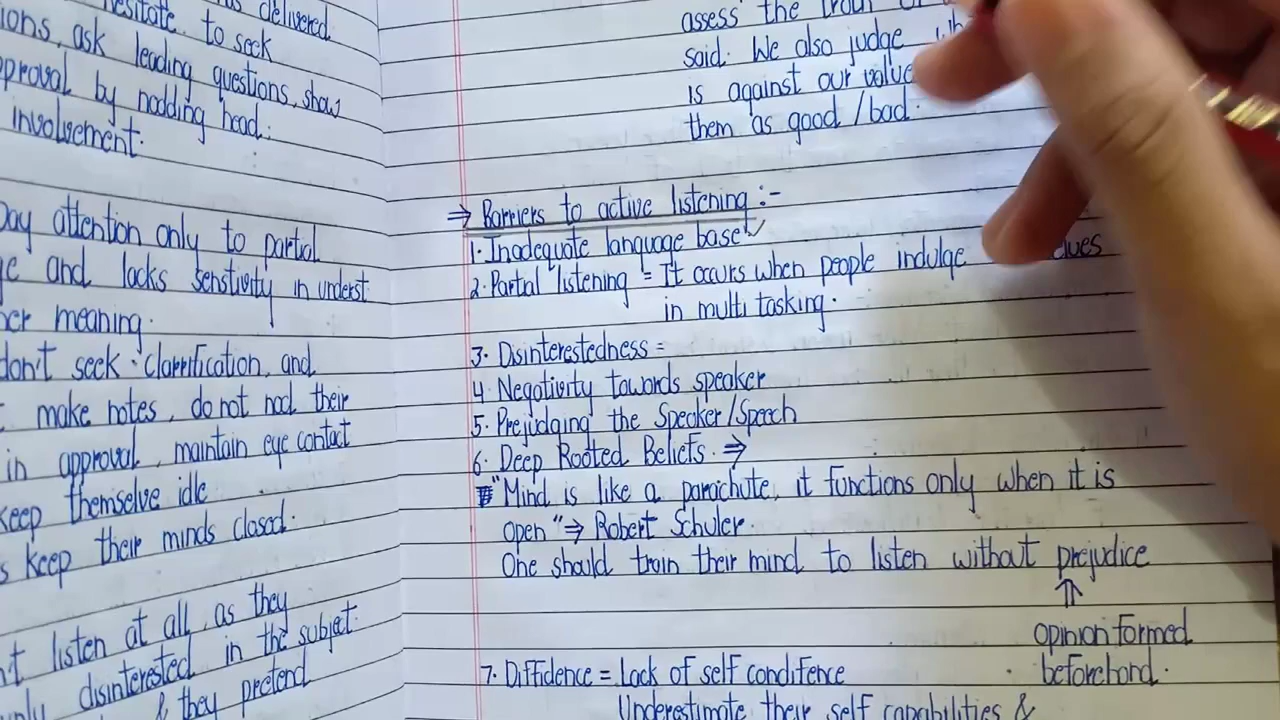 hesitate to seek delivered
ions, ask leading questions, show
pproval by nodding head.
involvement.
Pay attention only to partial
ge and lacks senstivity in underst
per meaning.
don't seek clarrification, and
make notes, do not nod their
in approval, maintain eye contact
keep themselve idle
s keep their minds closed.
n't listen at all as they
disinterested in the subject.
& they pretend
assess the
said. We also judge
is against our value
them as good / bad.
⇒ Barriers to active listening :-
1. Inadequate language base ✓
2. Partial listening = It occurs when people indulge
in multi tasking.
3. Disinterestedness =
4. Negativity towards speaker
5. Prejudging the Speaker/Speech
6. Deep Rooted Beliefs ⇒
"Mind is like a parachute, it functions only when it is
open" ⇒ Robert Schuler.
One should train their mind to listen without prejudice
↑
opinion formed
beforehand.
7. Diffidence = Lack of self condifence
Underestimate their self capabilities &